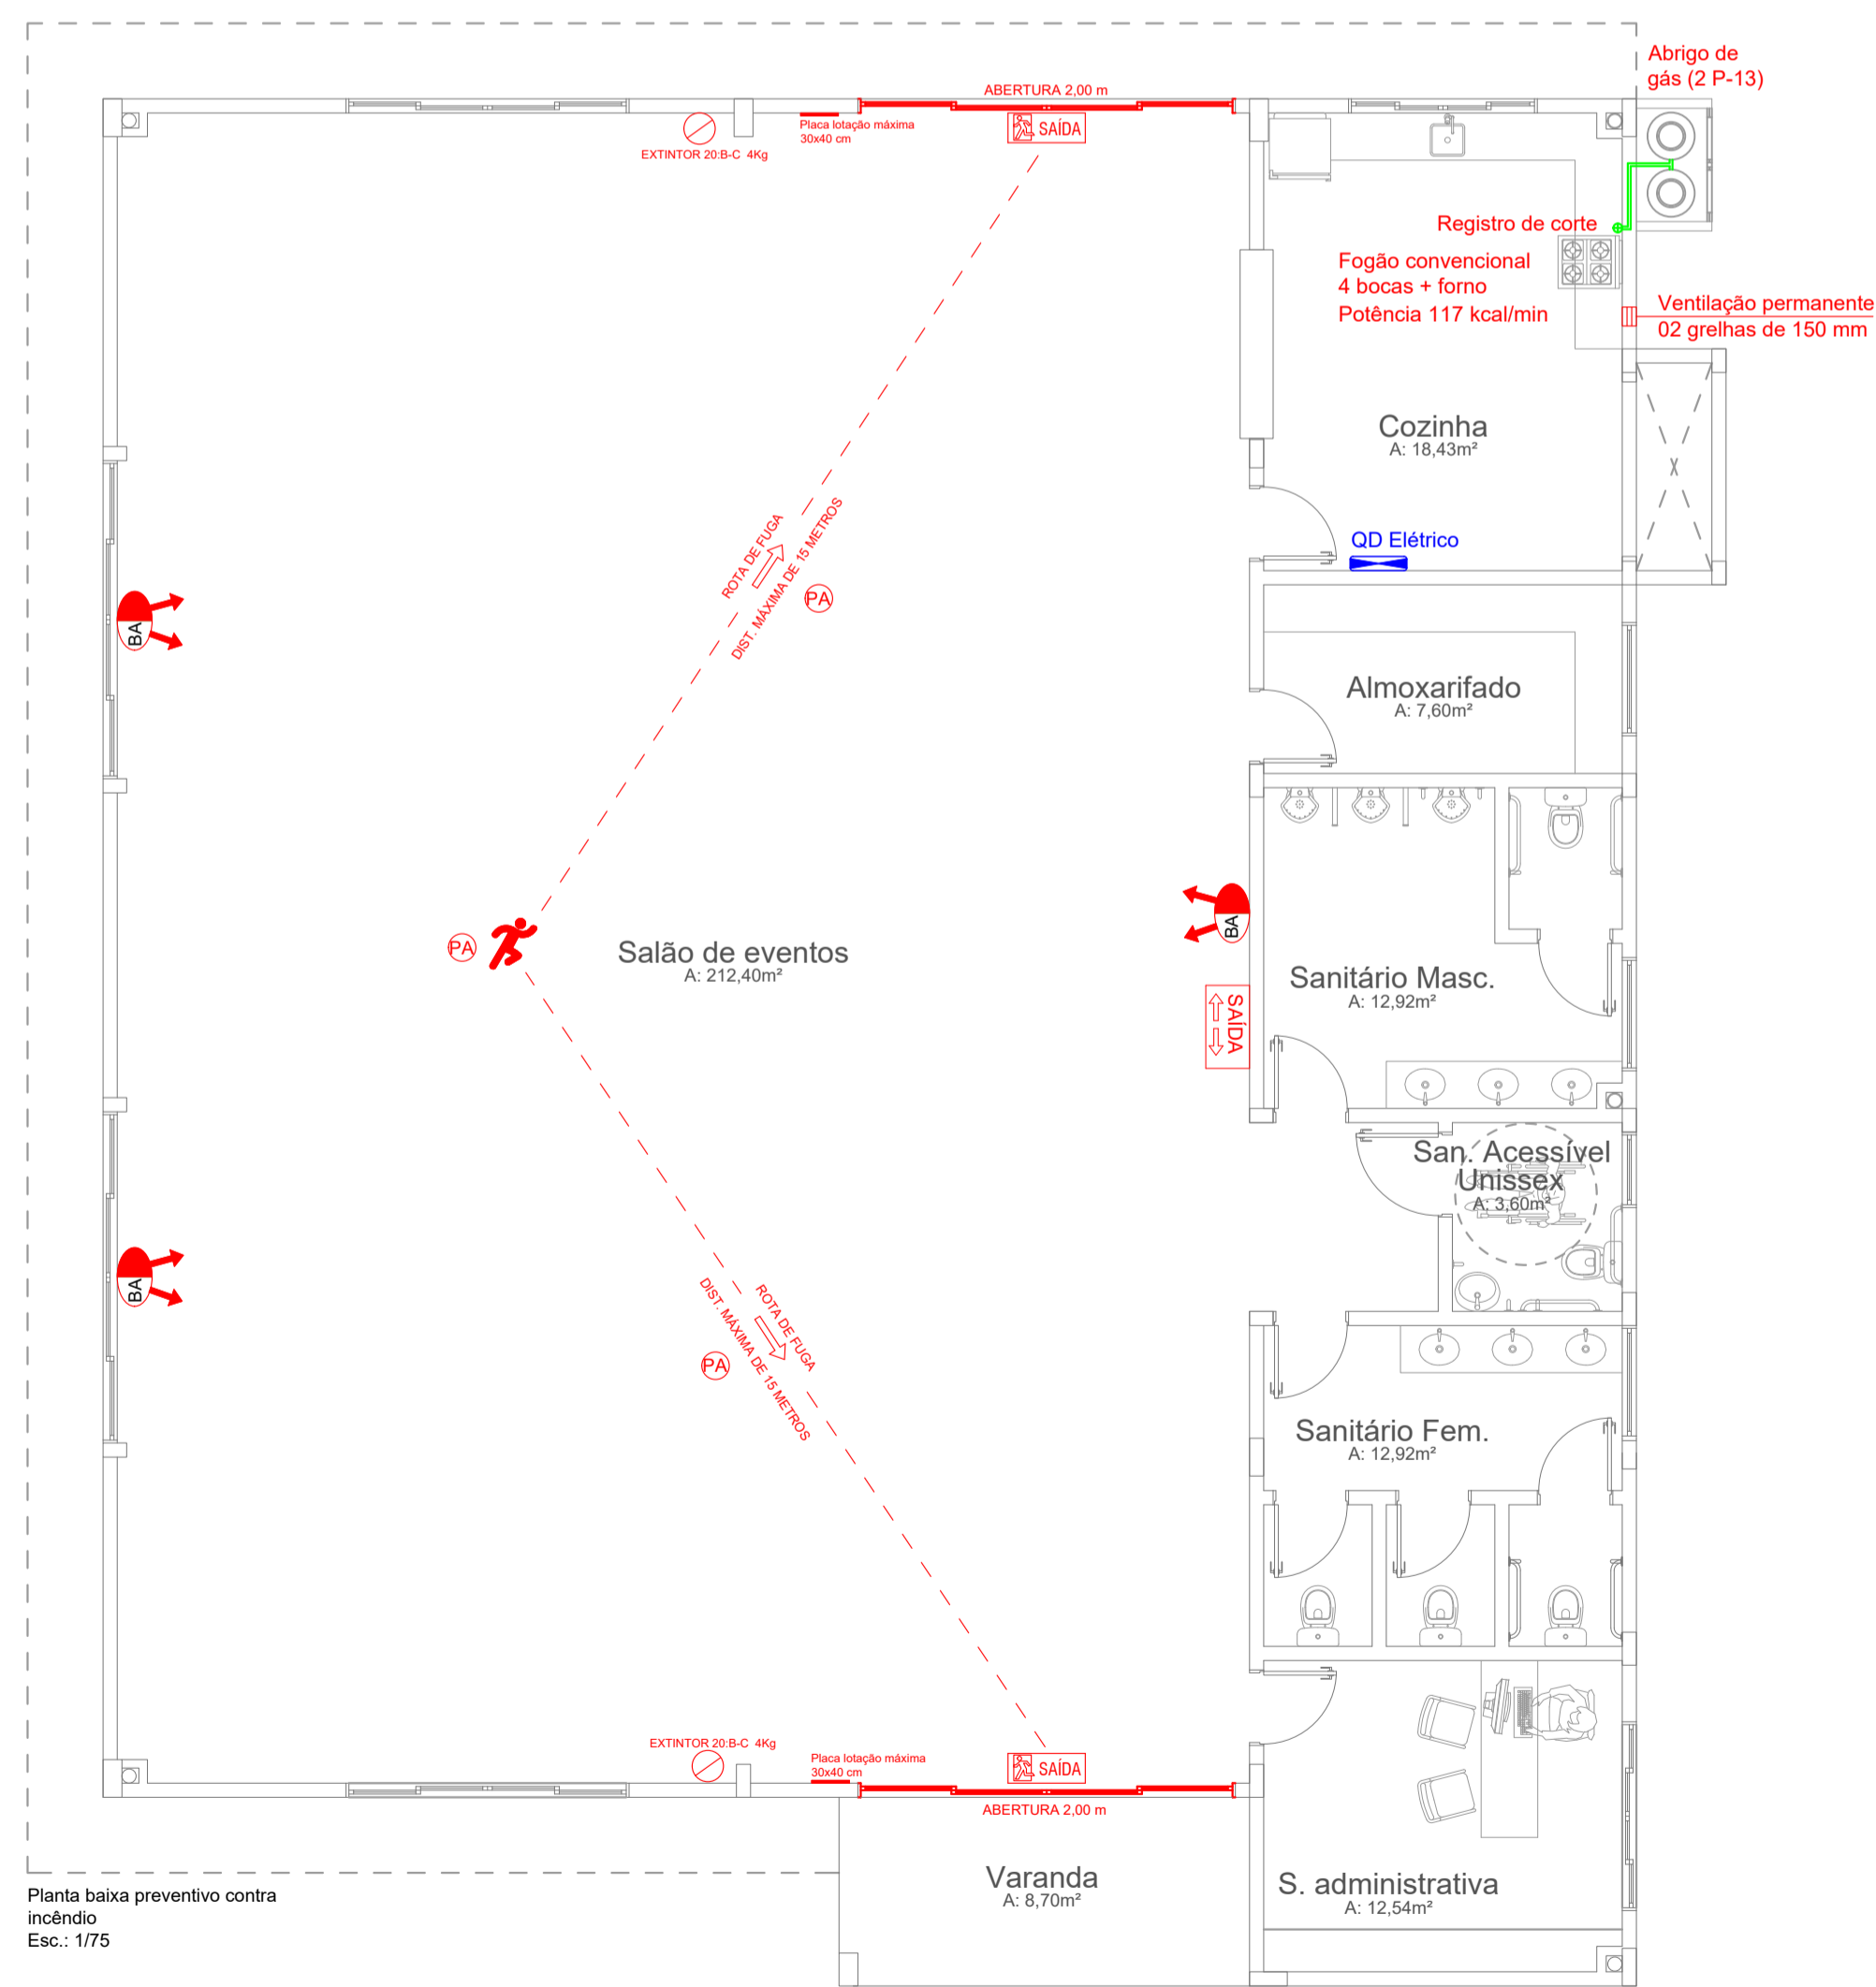 Abrigo de
gás (2 P-13)
ABERTURA 2,00 m
SAÍDA
Placa lotação máxima
30x40 cm
EXTINTOR 20:B-C 4Kg
Registro de corte
Fogão convencional
4 bocas + forno
Potência 117 kcal/min
Ventilação permanente
02 grelhas de 150 mm
Cozinha
A: 18,43m²
QD Elétrico
ROTA DE FUGA
DIST. MÁXIMA DE 15 METROS
PA
BA
Almoxarifado
A: 7,60m²
BA
PA
Salão de eventos
A: 212,40m²
SAÍDA
Sanitário Masc.
A: 12,92m²
San. Acessível
Unissex
A: 3,60m²
BA
ROTA DE FUGA
DIST. MÁXIMA DE 15 METROS
PA
Sanitário Fem.
A: 12,92m²
EXTINTOR 20:B-C 4Kg
Placa lotação máxima
30x40 cm
SAÍDA
ABERTURA 2,00 m
Varanda
A: 8,70m²
S. administrativa
A: 12,54m²
Planta baixa preventivo contra
incêndio
Esc.: 1/75